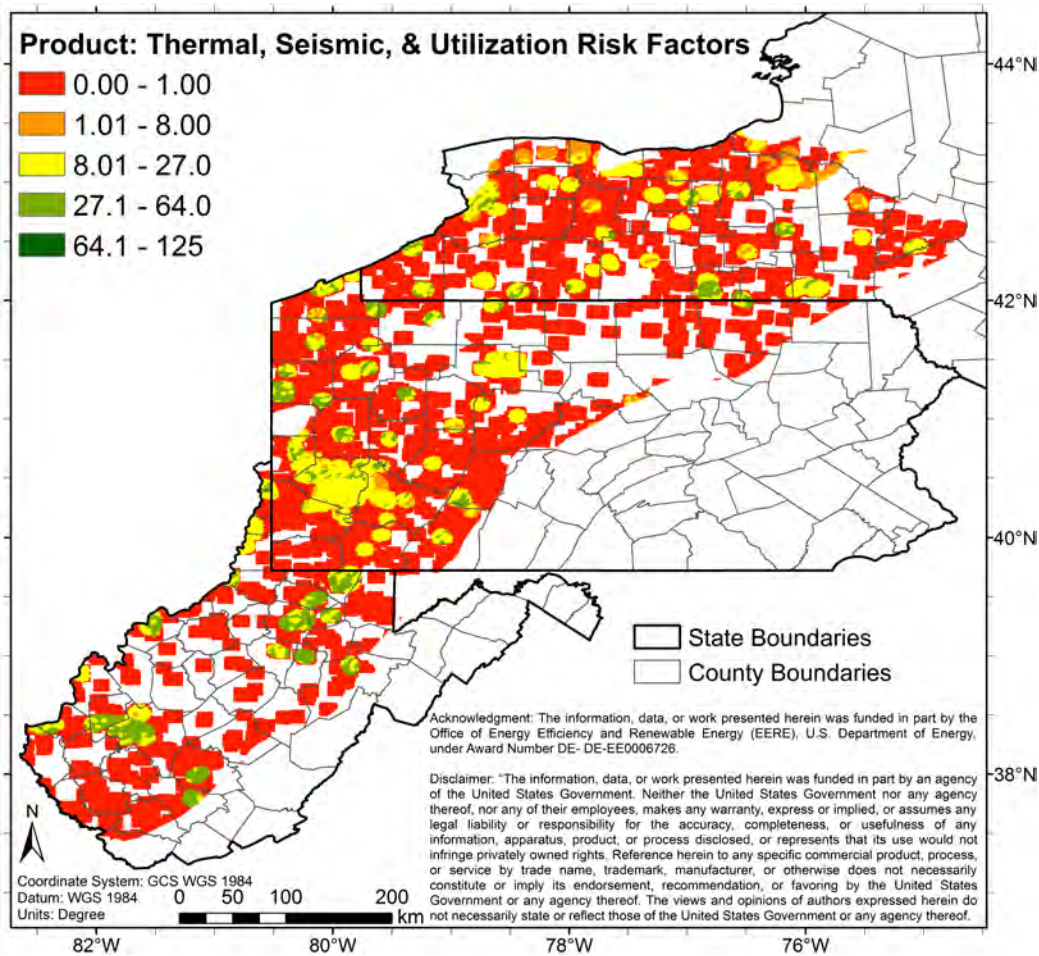 Product: Thermal, Seismic, & Utilization Risk Factors
0.00 - 1.00
1.01 - 8.00
8.01 - 27.0
27.1 - 64.0
64.1 - 125
44°N
42°N
40°N
38°N
State Boundaries
County Boundaries
Acknowledgment: The information, data, or work presented herein was funded in part by the
Office of Energy Efficiency and Renewable Energy (EERE), U.S. Department of Energy,
under Award Number DE- DE-EE0006726.
Disclaimer: “The information, data, or work presented herein was funded in part by an agency
of the United States Government. Neither the United States Government nor any agency
thereof, nor any of their employees, makes any warranty, express or implied, or assumes any
legal liability or responsibility for the accuracy, completeness, or usefulness of any
information, apparatus, product, or process disclosed, or represents that its use would not
infringe privately owned rights. Reference herein to any specific commercial product, process,
or service by trade name, trademark, manufacturer, or otherwise does not necessarily
constitute or imply its endorsement, recommendation, or favoring by the United States
Government or any agency thereof. The views and opinions of authors expressed herein do
not necessarily state or reflect those of the United States Government or any agency thereof.
N
Coordinate System: GCS WGS 1984
Datum: WGS 1984
Units: Degree
0 50 100 200
km
82°W 80°W 78°W 76°W